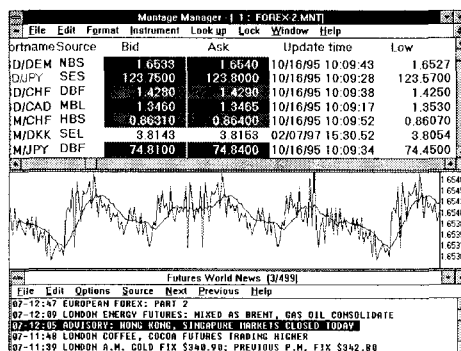 Montage Manager - [ 1 : FOREX-2.MNT]
File Edit Format Instrument Look up Lock Window Help
ortname Source Bid Ask Update time Low
D/DEM NBS 1.6533 1.6540 10/16/95 10:09:43 1.6527
D/JPY SES 123.7500 123.8000 10/16/95 10:09:28 123.5700
D/CHF DBF 1.4280 1.4290 10/16/95 10:09:38 1.4250
D/CAD MBL 1.3460 1.3465 10/16/95 10:09:17 1.3530
M/CHF HBS 0.86310 0.86400 10/16/95 10:09:52 0.86070
M/DKK SEL 3.8143 3.8163 02/07/97 15:30:52 3.8054
M/JPY DBF 74.8100 74.8400 10/16/95 10:09:34 74.4500
Futures World News (3/499)
File Edit Options Source Next Previous Help
07-12:47 EUROPEAN FOREX: PART 2
07-12:09 LONDON ENERGY FUTURES: MIXED AS BRENT, GAS OIL CONSOLIDATE
07-12:05 ADVISORY: HONG KONG, SINGAPORE MARKETS CLOSED TODAY
07-11:48 LONDON COFFEE, COCOA FUTURES TRADING HIGHER
07-11:39 LONDON A.M. GOLD FIX $340.90; PREVIOUS P.M. FIX $342.80